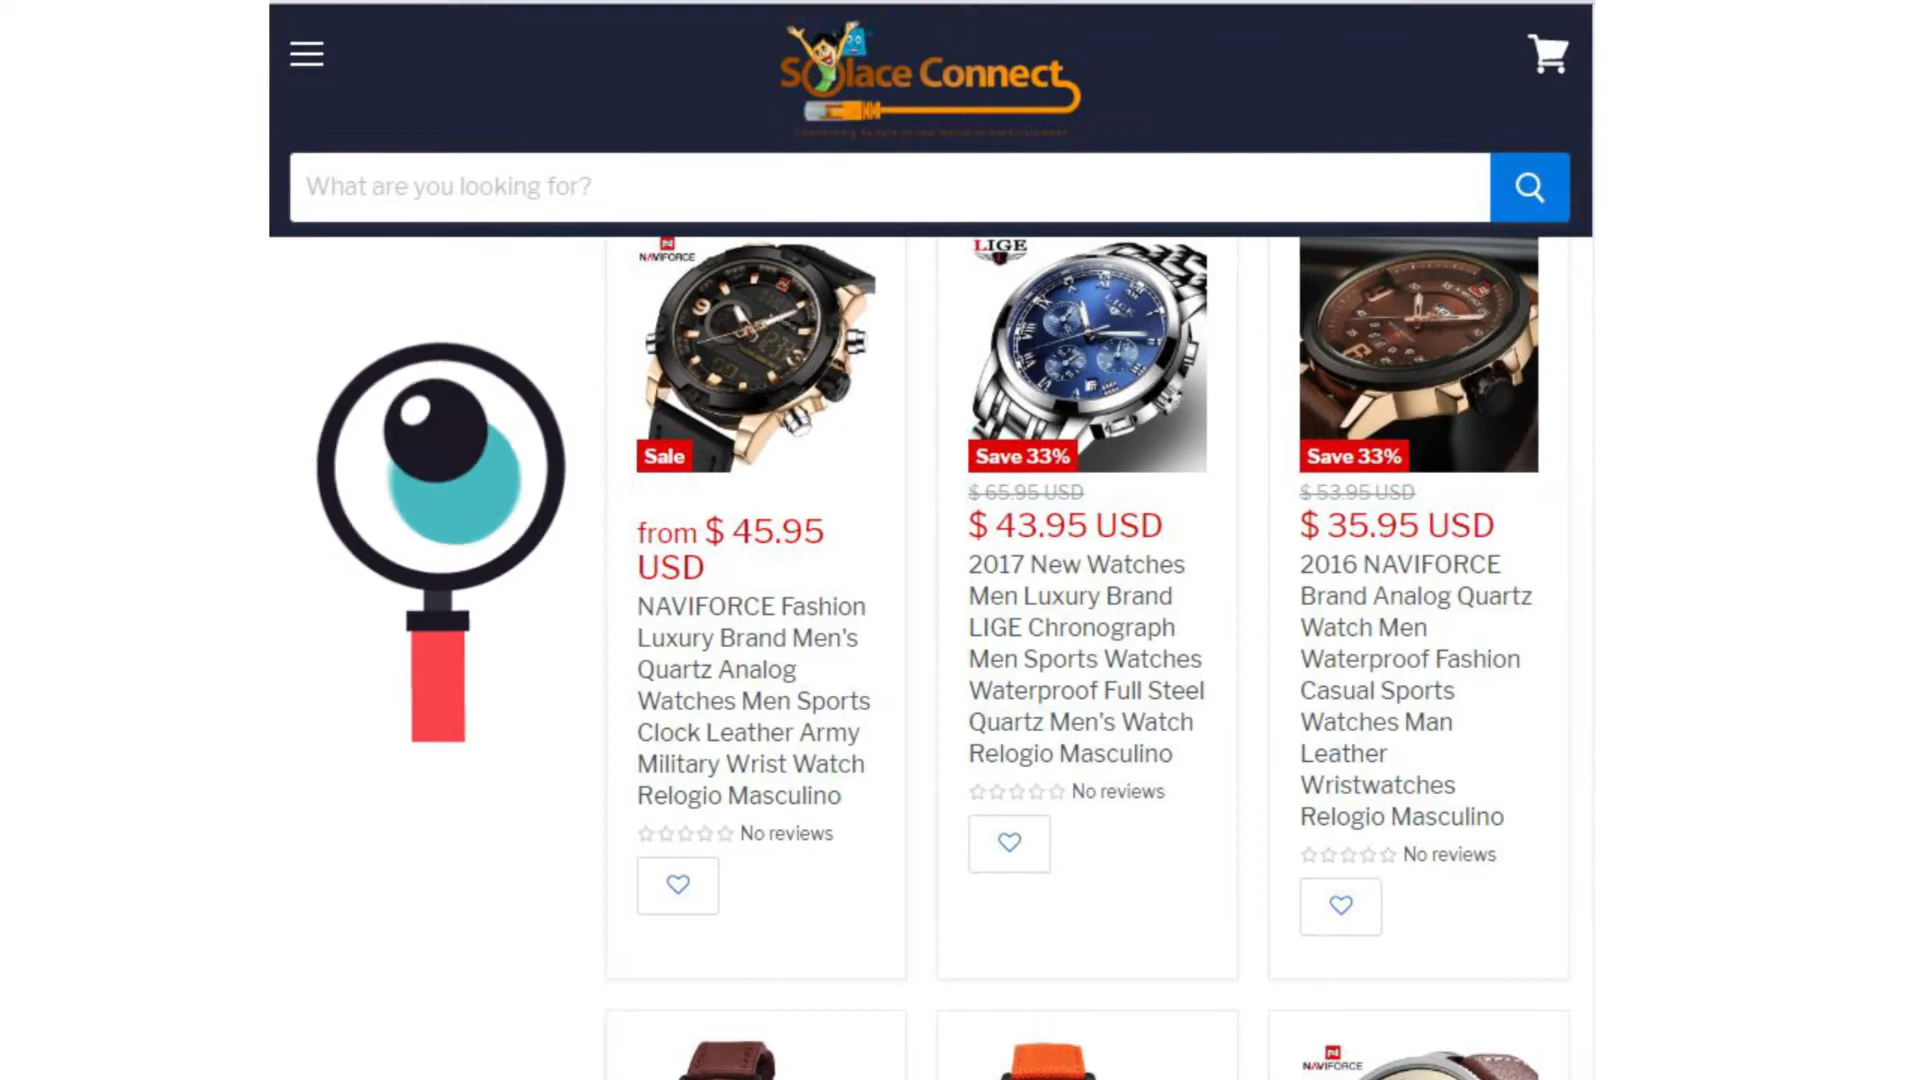 Solace Connect
What are you looking for?
NAVIFORCE
Sale
from $ 45.95
USD
NAVIFORCE Fashion
Luxury Brand Men's
Quartz Analog
Watches Men Sports
Clock Leather Army
Military Wrist Watch
Relogio Masculino
No reviews
LIGE
LIGE
Save 33%
$ 65.95 USD
$ 43.95 USD
2017 New Watches
Men Luxury Brand
LIGE Chronograph
Men Sports Watches
Waterproof Full Steel
Quartz Men's Watch
Relogio Masculino
No reviews
Save 33%
$ 53.95 USD
$ 35.95 USD
2016 NAVIFORCE
Brand Analog Quartz
Watch Men
Waterproof Fashion
Casual Sports
Watches Man
Leather
Wristwatches
Relogio Masculino
No reviews
NAVIFORCE